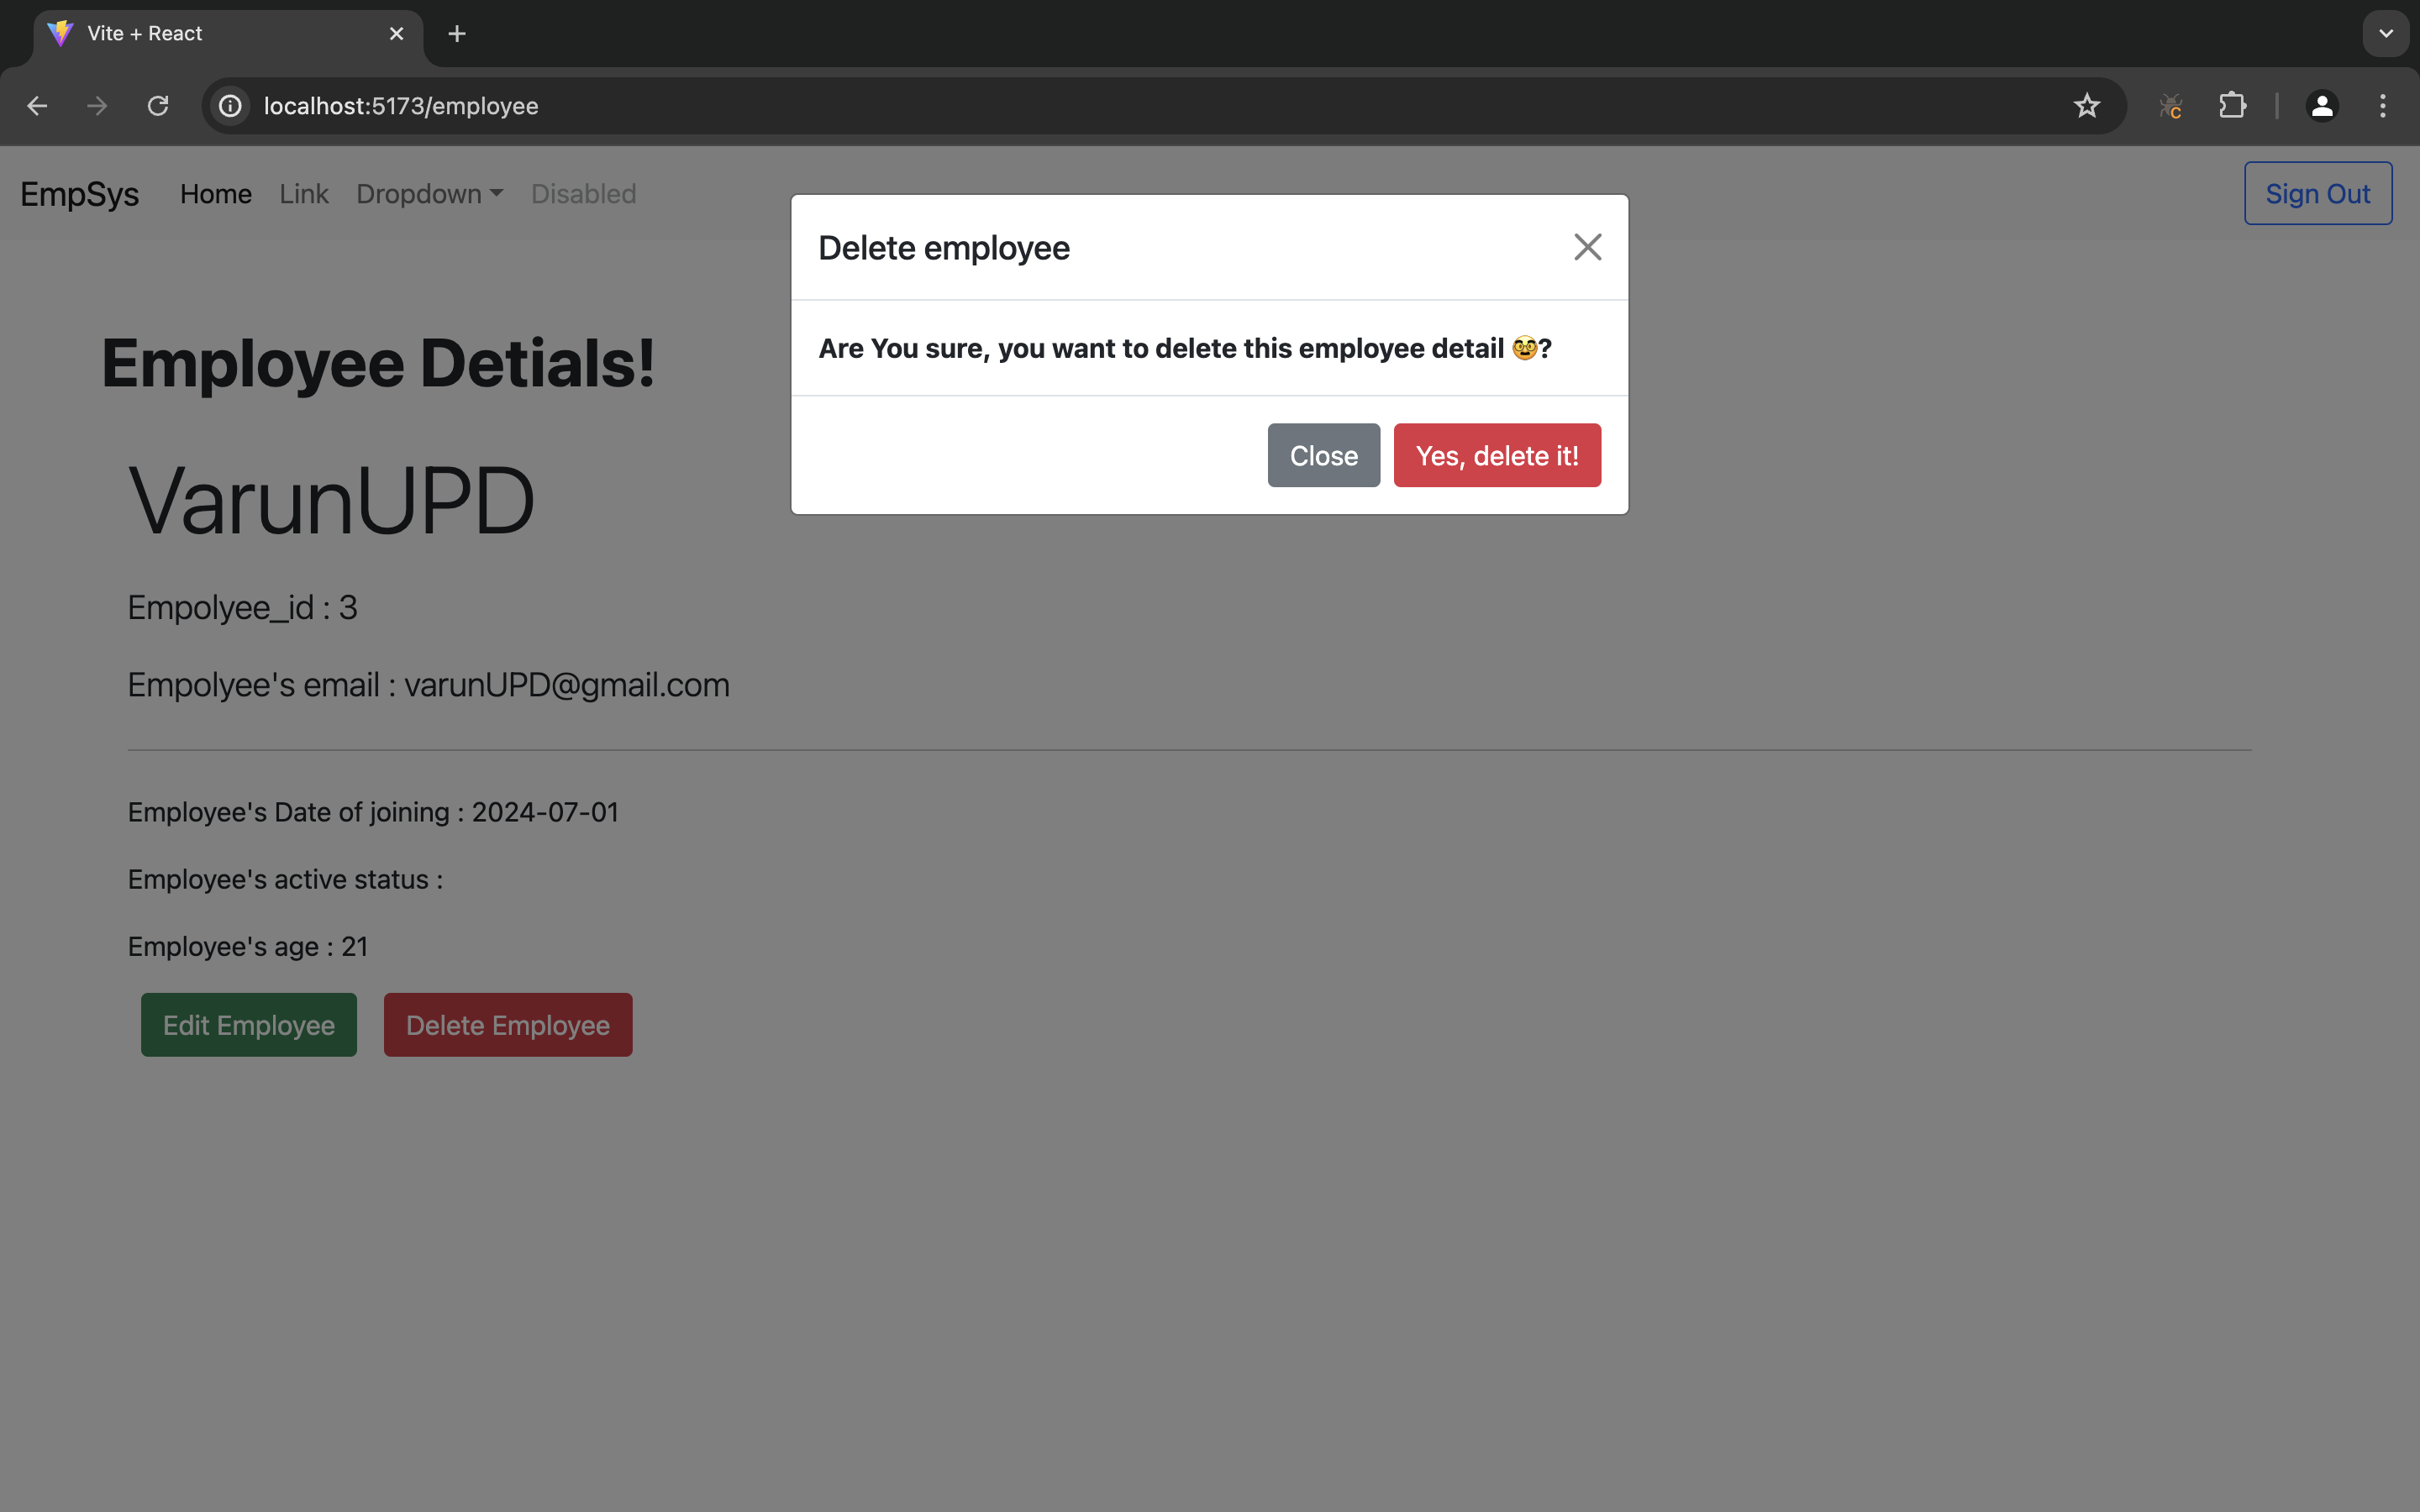 Vite + React
localhost:5173/employee
EmpSys Home Link Dropdown Disabled Sign Out
Delete employee
Are You sure, you want to delete this employee detail 🥸?
Close Yes, delete it!
Employee Detials!
VarunUPD
Empolyee_id : 3
Empolyee's email : varunUPD@gmail.com
Employee's Date of joining : 2024-07-01
Employee's active status :
Employee's age : 21
Edit Employee Delete Employee